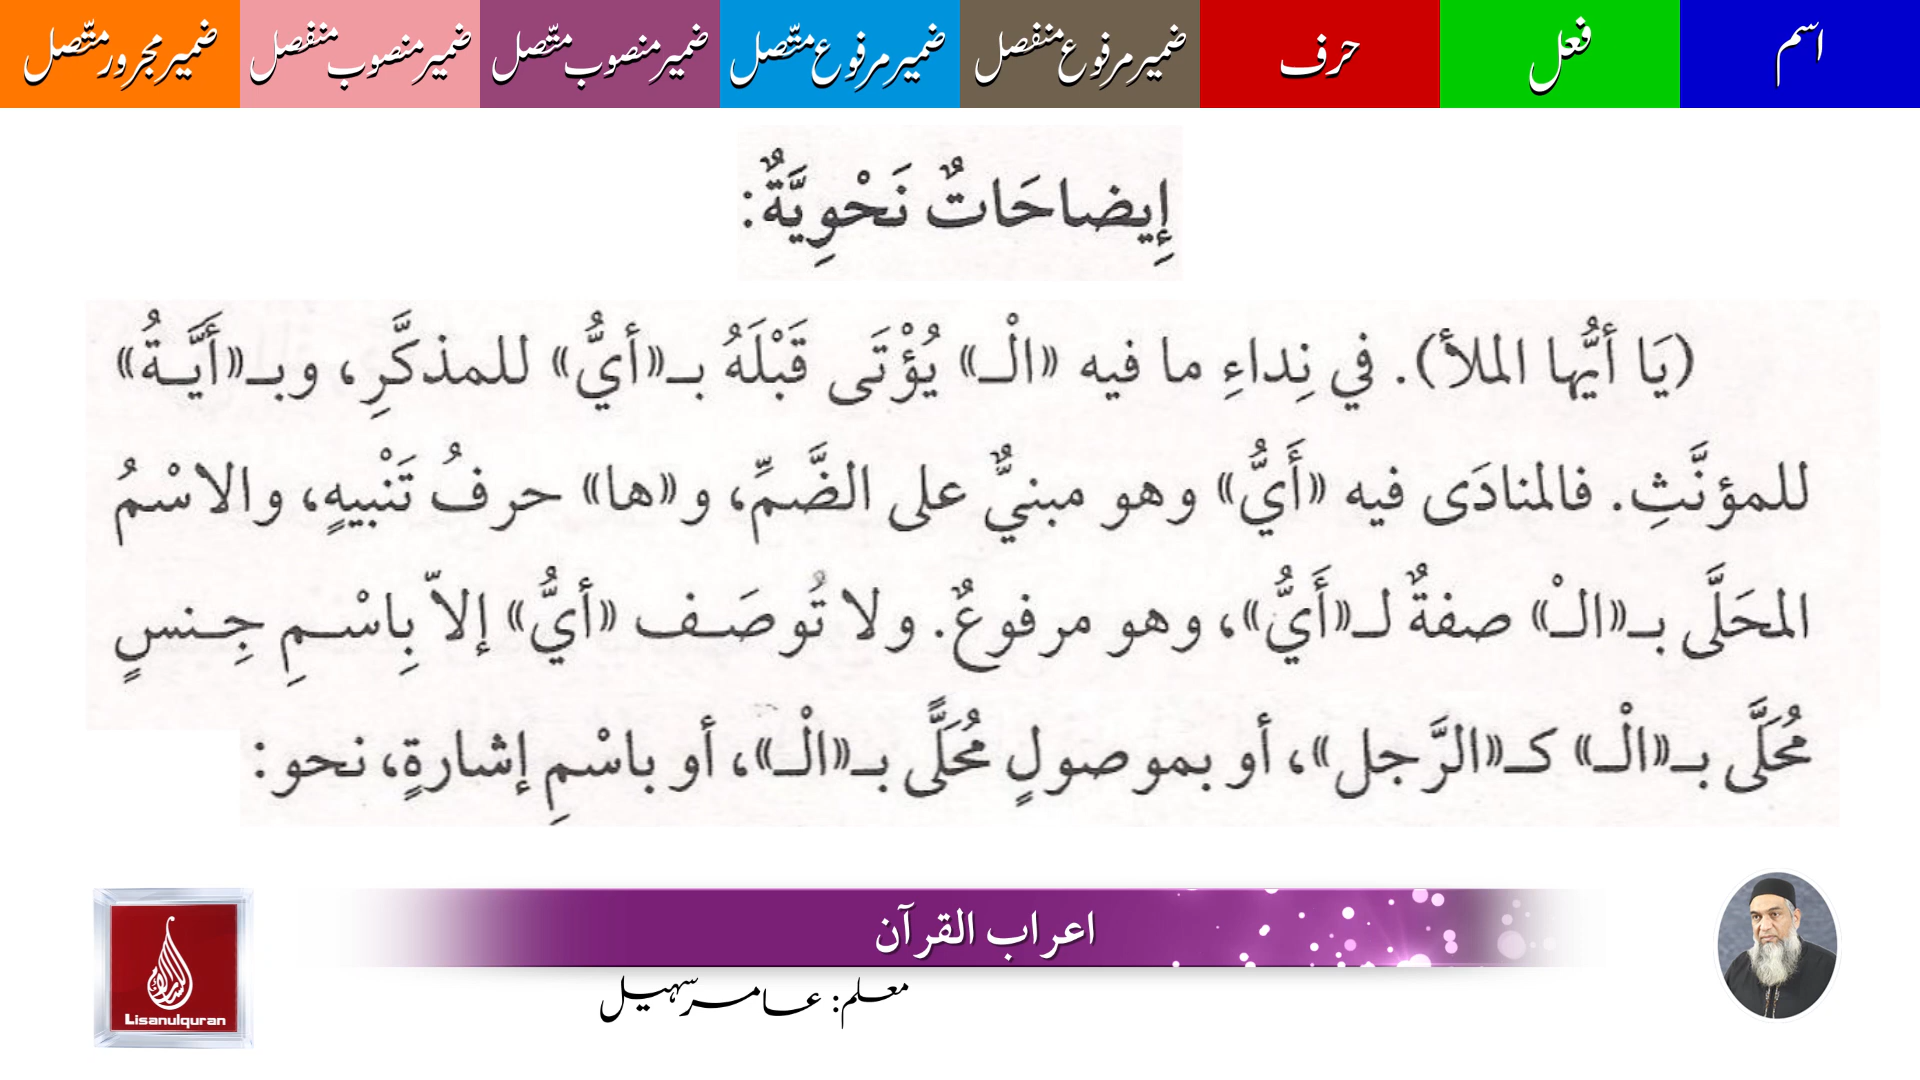 اسم
فعل
حرف
ضمیر مرفوع منفصل
ضمیر مرفوع متّصل
ضمیر منصوب متّصل
ضمیر منصوب منفصل
ضمیر مجرور متّصل
إِيضاحَاتٌ نَحْوِيَّةٌ:
(يَا أيُّها الملأ). في نِداءِ ما فيه «الْـ» يُؤْتَى قَبْلَهُ بـ«أيُّ» للمذكَّرِ، وبـ«أَيَّـةُ»
للمؤنَّثِ. فالمنادَى فيه «أَيُّ» وهو مبنيٌّ على الضَّمِّ، و«ها» حرفُ تَنْبيهٍ، والاسْمُ
المحَلَّى بـ«الـْ» صفةٌ لـ«أَيُّ»، وهو مرفوعٌ. ولا تُوصَـف «أيُّ» إلاّ بِاسْـمِ جِـنسٍ
مُحَلَّى بـ«الْـ» كـ«الرَّجل»، أو بموصولٍ مُحَلًّى بـ«الْـ»، أو باسْمِ إشارةٍ، نحو:
اعراب القرآن
معلم: عامر سہیل
Lisanulquran